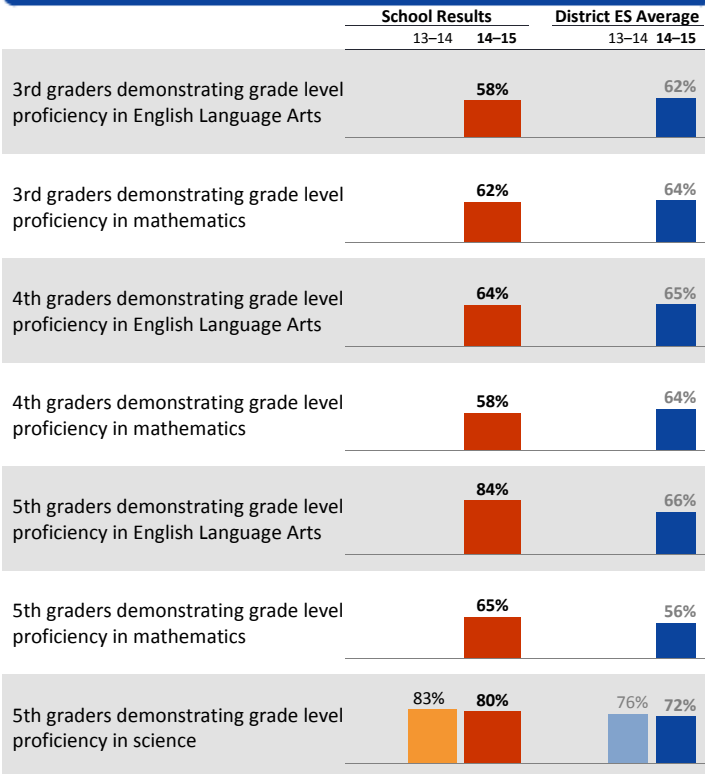 School Results District ES Average
13–14 14–15 13–14 14–15
3rd graders demonstrating grade level
proficiency in English Language Arts
58% 62%
3rd graders demonstrating grade level
proficiency in mathematics
62% 64%
4th graders demonstrating grade level
proficiency in English Language Arts
64% 65%
4th graders demonstrating grade level
proficiency in mathematics
58% 64%
5th graders demonstrating grade level
proficiency in English Language Arts
84% 66%
5th graders demonstrating grade level
proficiency in mathematics
65% 56%
5th graders demonstrating grade level
proficiency in science
83% 80% 76% 72%